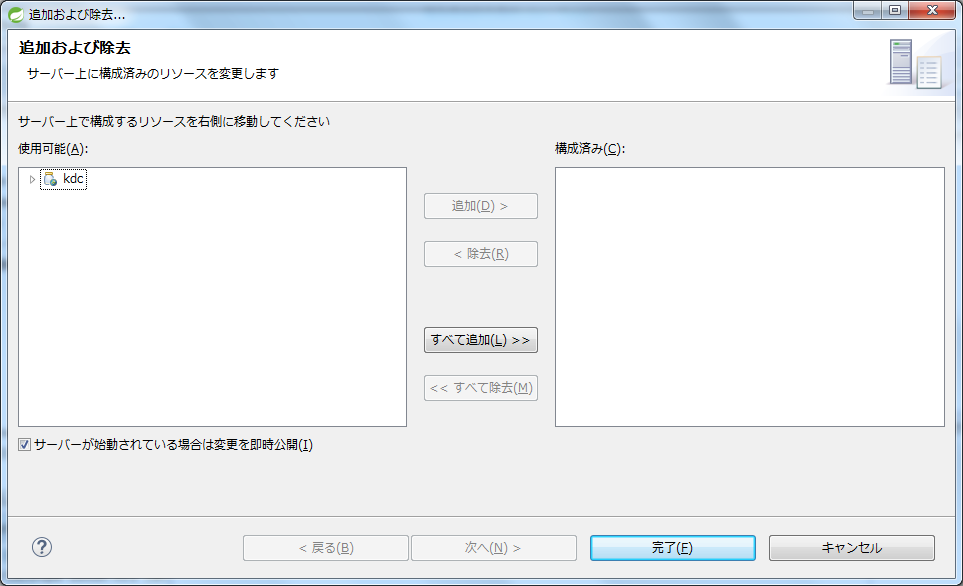 追加および除去...
追加および除去
サーバー上に構成済みのリソースを変更します
サーバー上で構成するリソースを右側に移動してください
使用可能(A):
構成済み(C):
kdc
追加(D) >
< 除去(R)
すべて追加(L) >>
<< すべて除去(M)
サーバーが始動されている場合は変更を即時公開(I)
?
< 戻る(B)
次へ(N) >
完了(F)
キャンセル